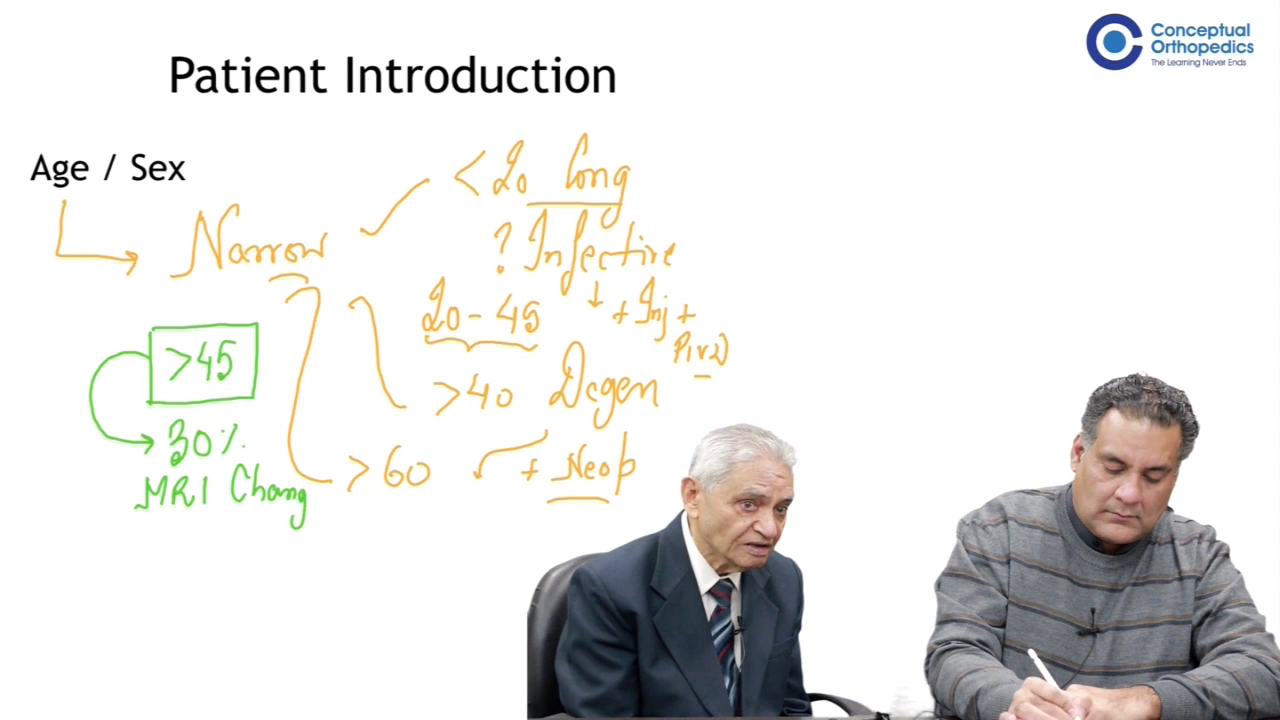 Conceptual
Orthopedics
The Learning Never Ends
Patient Introduction
Age / Sex
< 20 Cong
Narrow
? Infective
20 - 45
+ Inj +
PIVD
>45
>40 Degen
30%
>60 + Neop
MRI Chang